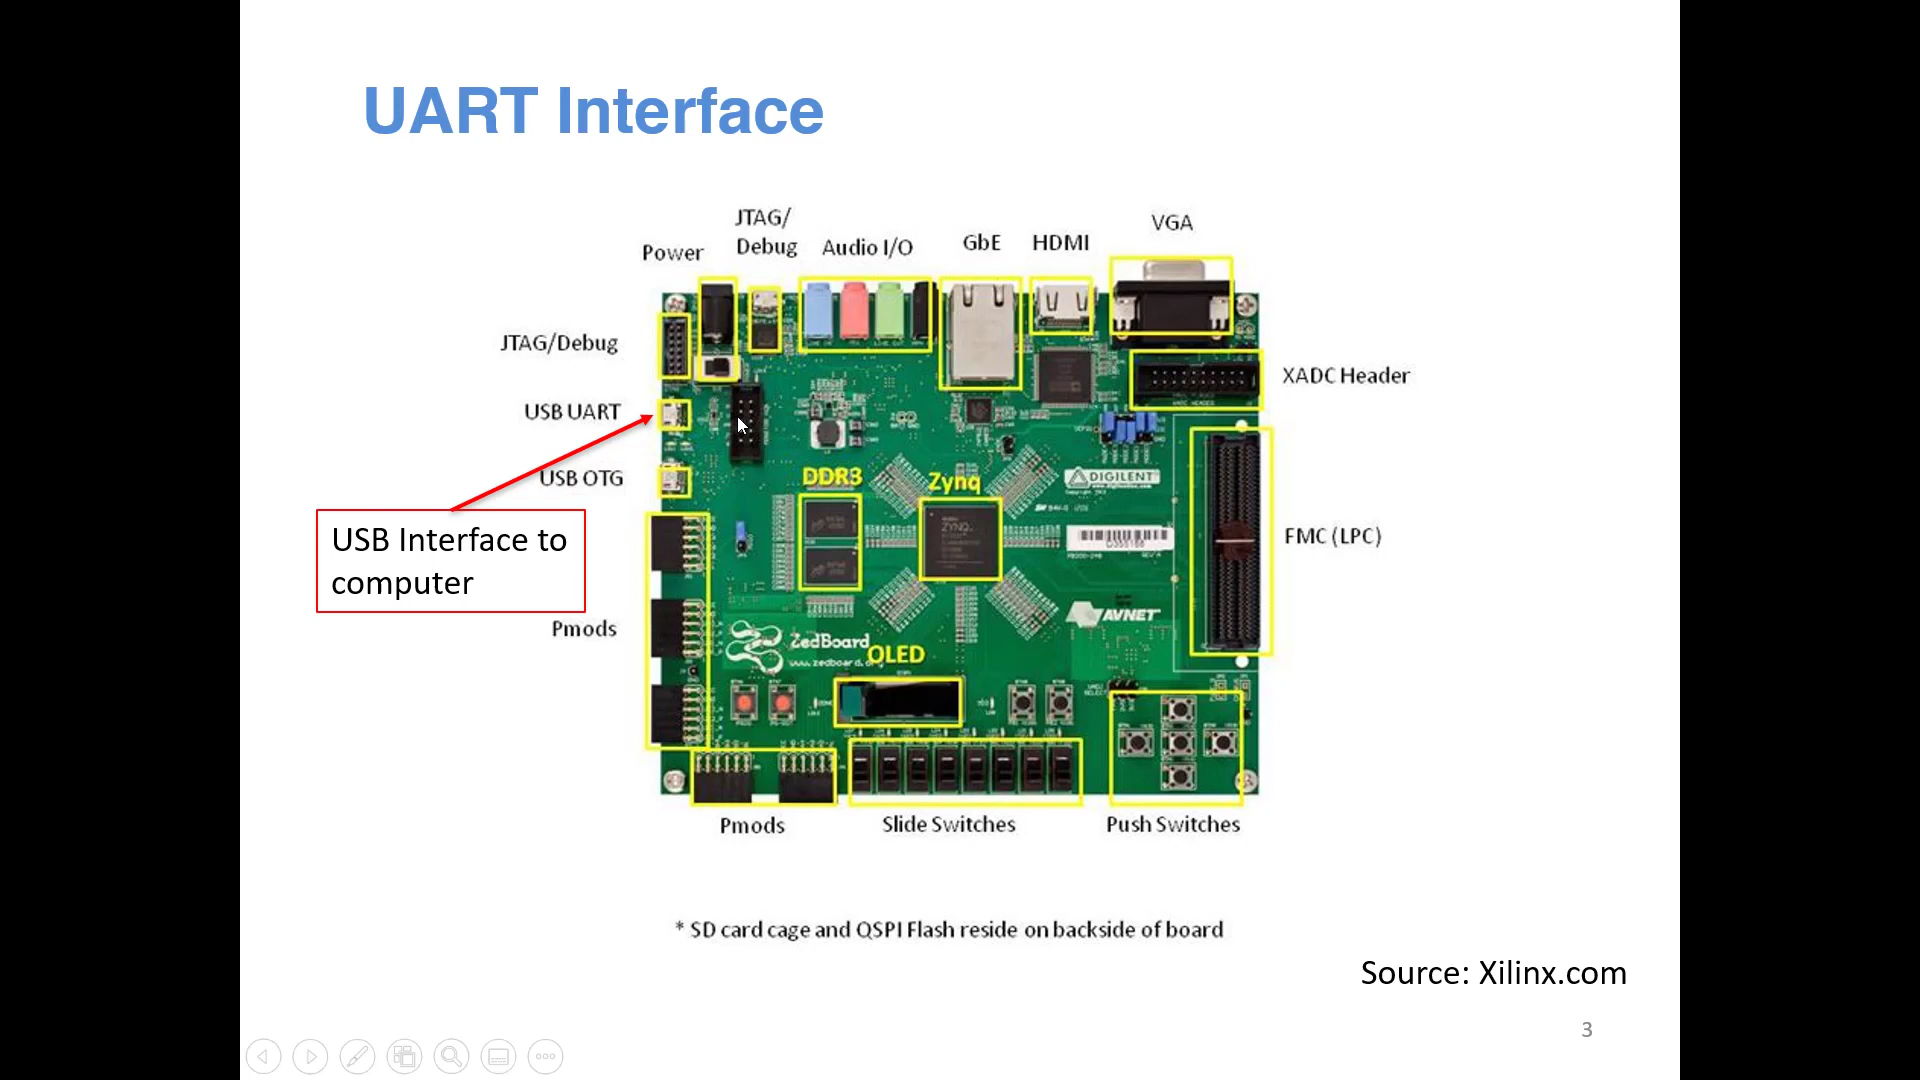 UART Interface
JTAG/
Debug
Power
Audio I/O
GbE
HDMI
VGA
JTAG/Debug
XADC Header
USB UART
USB OTG
DDR3
Zynq
DIGILENT
ZYNQ
USB Interface to
computer
FMC (LPC)
AVNET
Pmods
ZedBoard
www.zedboard.org
OLED
Pmods
Slide Switches
Push Switches
* SD card cage and QSPI Flash reside on backside of board
Source: Xilinx.com
3